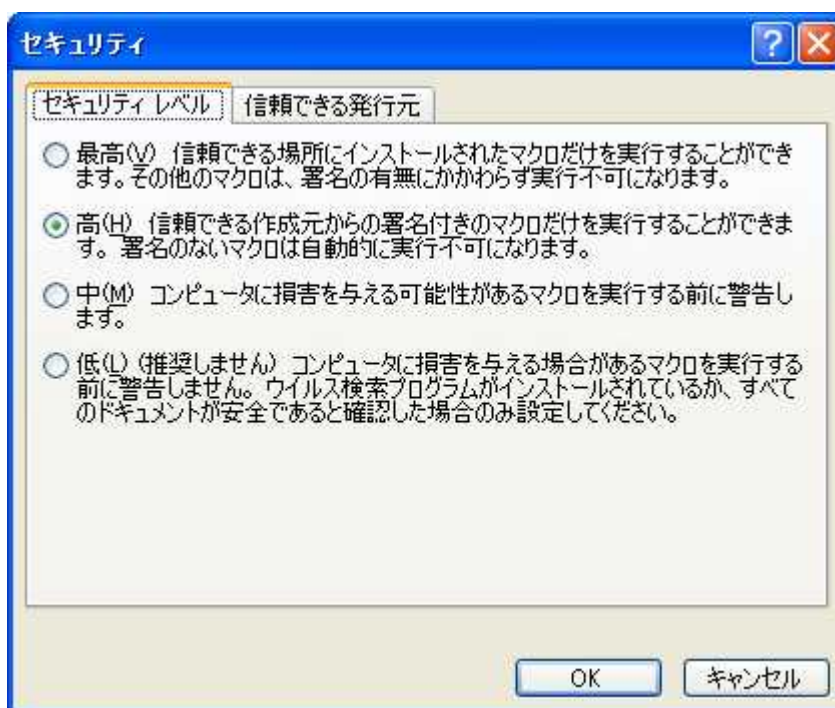 セキュリティ
セキュリティ レベル 信頼できる発行元
最高(V) 信頼できる場所にインストールされたマクロだけを実行することができ
ます。その他のマクロは、署名の有無にかかわらず実行不可になります。
高(H) 信頼できる作成元からの署名付きのマクロだけを実行することができま
す。署名のないマクロは自動的に実行不可になります。
中(M) コンピュータに損害を与える可能性があるマクロを実行する前に警告し
ます。
低(L) (推奨しません) コンピュータに損害を与える場合があるマクロを実行する
前に警告しません。ウイルス検索プログラムがインストールされているか、すべて
のドキュメントが安全であると確認した場合のみ設定してください。
OK キャンセル